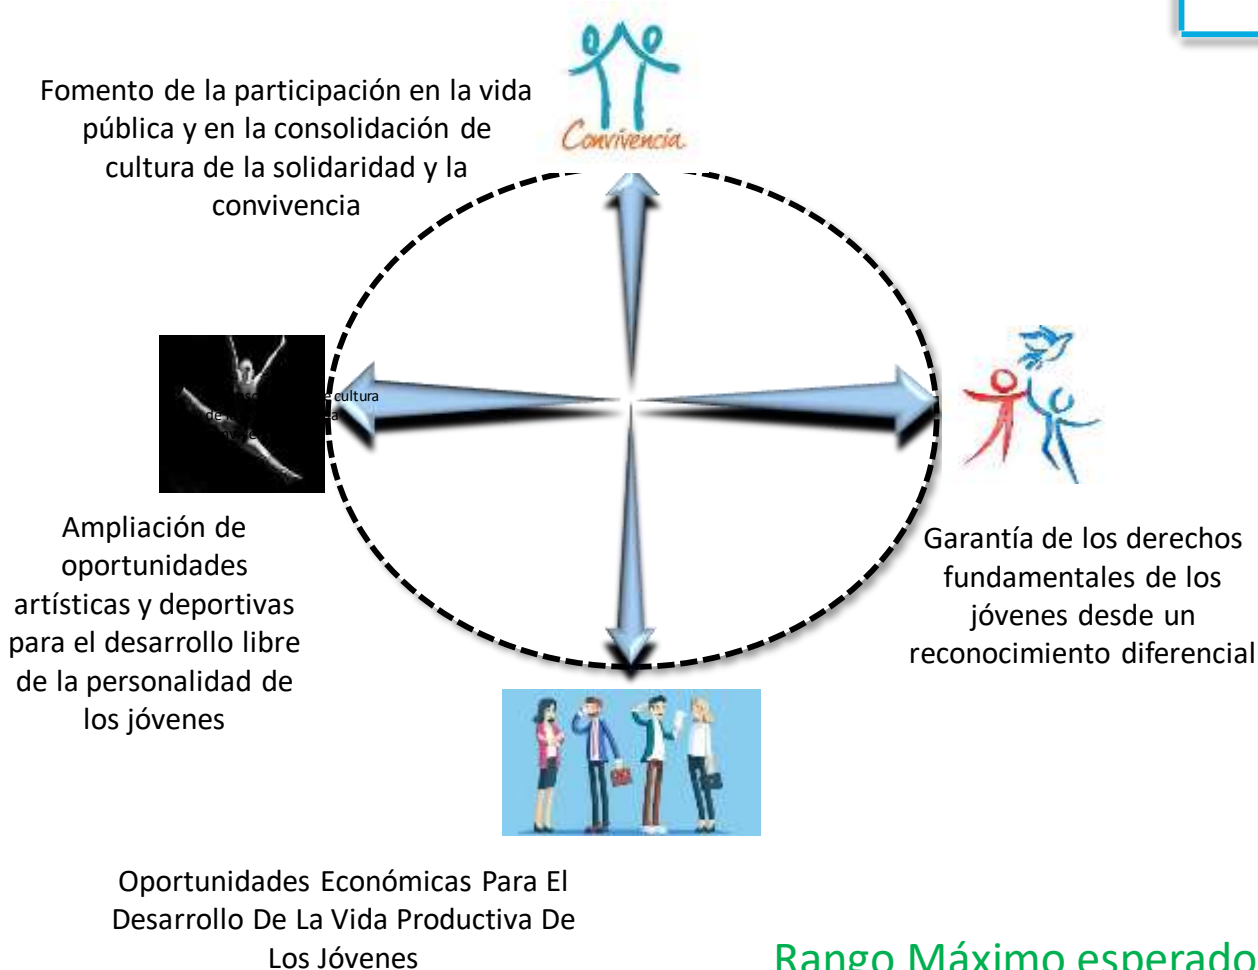 Fomento de la participación en la vida
pública y en la consolidación de
cultura de la solidaridad y la
convivencia
Convivencia
cultura
de
Ampliación de
oportunidades
artísticas y deportivas
para el desarrollo libre
de la personalidad de
los jóvenes
Garantía de los derechos
fundamentales de los
jóvenes desde un
reconocimiento diferencial
Oportunidades Económicas Para El
Desarrollo De La Vida Productiva De
Los Jóvenes
Rango Máximo esperado